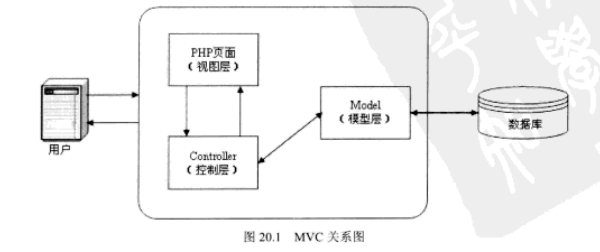 PHP页面
（视图层）
Model
（模型层）
用户
数据库
Controller
（控制层）
图 20.1 MVC 关系图